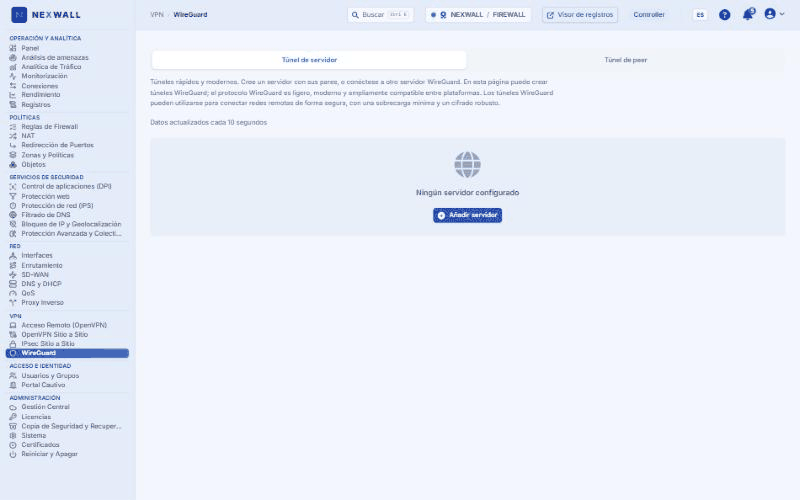 NEXWALL
VPN / WireGuard
Buscar Ctrl K
NEXWALL / FIREWALL
Visor de registros
Controller
ES
OPERACIÓN Y ANALÍTICA
Panel
Análisis de amenazas
Analítica de Tráfico
Monitorización
Conexiones
Rendimiento
Registros
POLÍTICAS
Reglas de Firewall
NAT
Redirección de Puertos
Zonas y Políticas
Objetos
SERVICIOS DE SEGURIDAD
Control de aplicaciones (DPI)
Protección web
Protección de red (IPS)
Filtrado de DNS
Bloqueo de IP y Geolocalización
Protección Avanzada y Colecti...
RED
Interfaces
Enrutamiento
SD-WAN
DNS y DHCP
QoS
Proxy Inverso
VPN
Acceso Remoto (OpenVPN)
OpenVPN Sitio a Sitio
IPsec Sitio a Sitio
WireGuard
ACCESO E IDENTIDAD
Usuarios y Grupos
Portal Cautivo
ADMINISTRACIÓN
Gestión Central
Licencias
Copia de Seguridad y Recuper...
Sistema
Certificados
Reiniciar y Apagar
Túnel de servidor
Túnel de peer
Túneles rápidos y modernos. Cree un servidor con sus pares, o conéctese a otro servidor WireGuard. En esta página puede crear
túneles WireGuard; el protocolo WireGuard es ligero, moderno y ampliamente compatible entre plataformas. Los túneles WireGuard
pueden utilizarse para conectar redes remotas de forma segura, con una sobrecarga mínima y un cifrado robusto.
Datos actualizados cada 10 segundos
Ningún servidor configurado
Añadir servidor